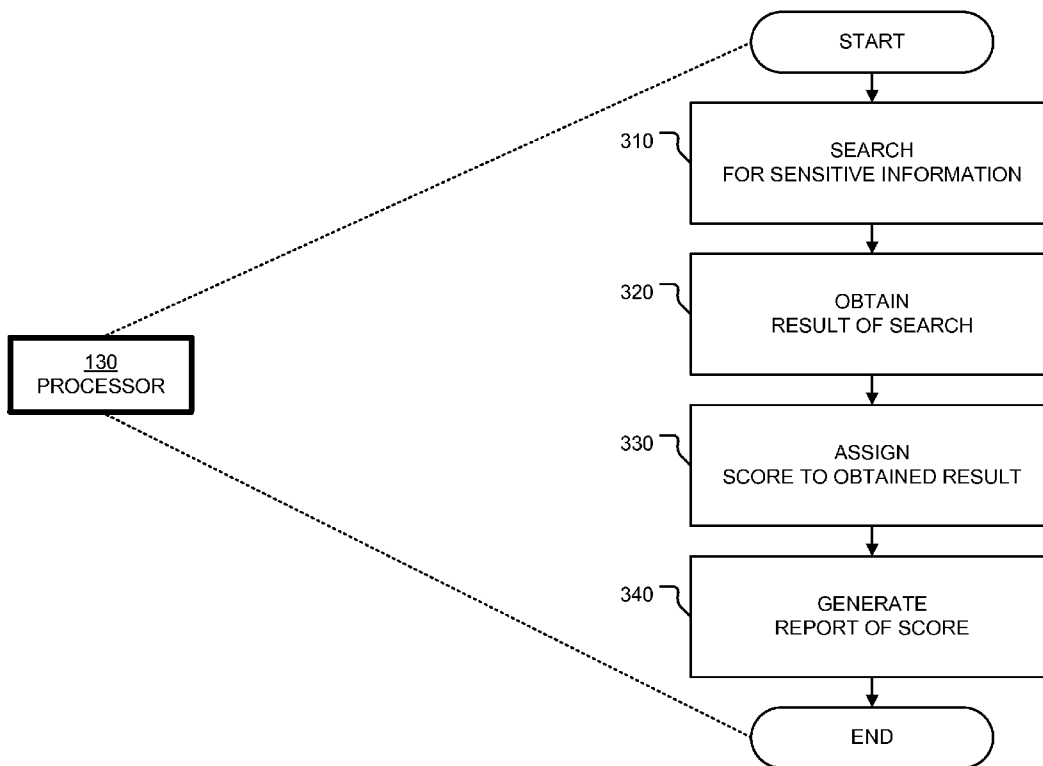 START
310
SEARCH
FOR SENSITIVE INFORMATION
320
OBTAIN
RESULT OF SEARCH
130
PROCESSOR
330
ASSIGN
SCORE TO OBTAINED RESULT
340
GENERATE
REPORT OF SCORE
END